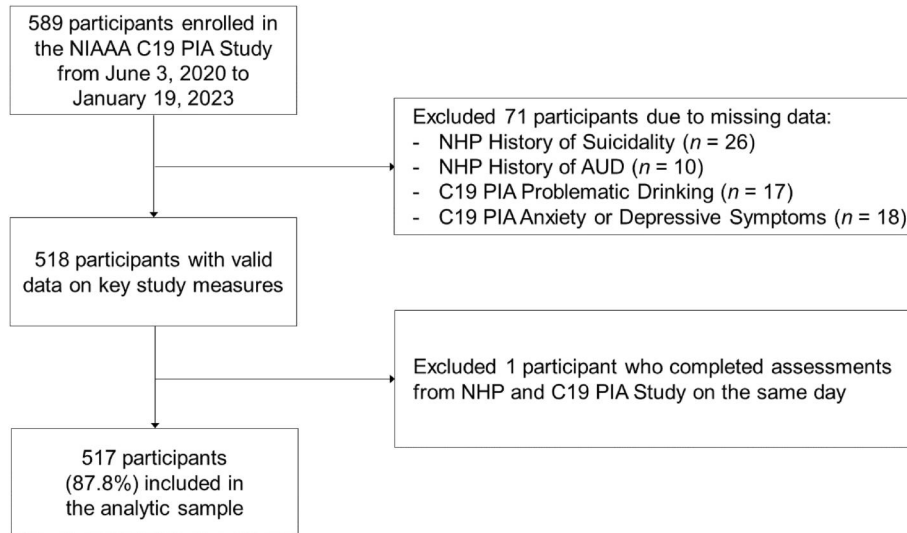 589 participants enrolled in
the NIAAA C19 PIA Study
from June 3, 2020 to
January 19, 2023
Excluded 71 participants due to missing data:
- NHP History of Suicidality (n = 26)
- NHP History of AUD (n = 10)
- C19 PIA Problematic Drinking (n = 17)
- C19 PIA Anxiety or Depressive Symptoms (n = 18)
518 participants with valid
data on key study measures
Excluded 1 participant who completed assessments
from NHP and C19 PIA Study on the same day
517 participants
(87.8%) included in
the analytic sample